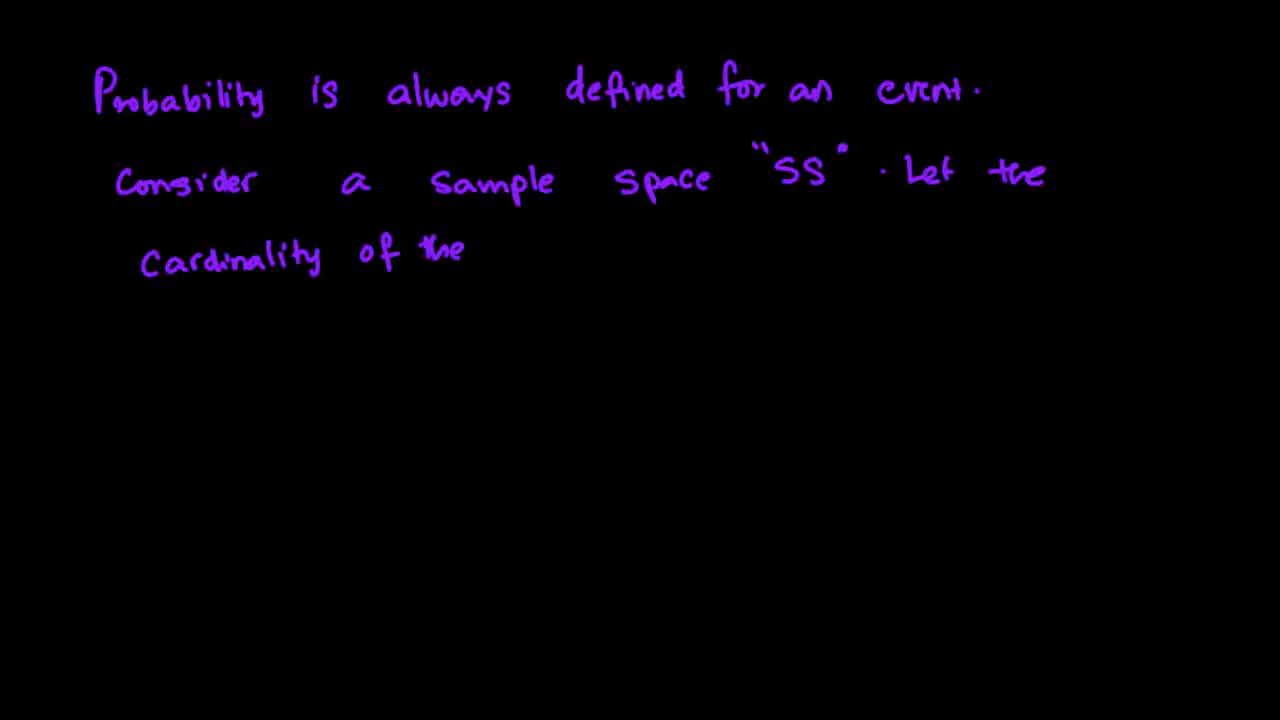 Probability is always defined for an event.
Consider a sample space "SS". Let the
Cardinality of the